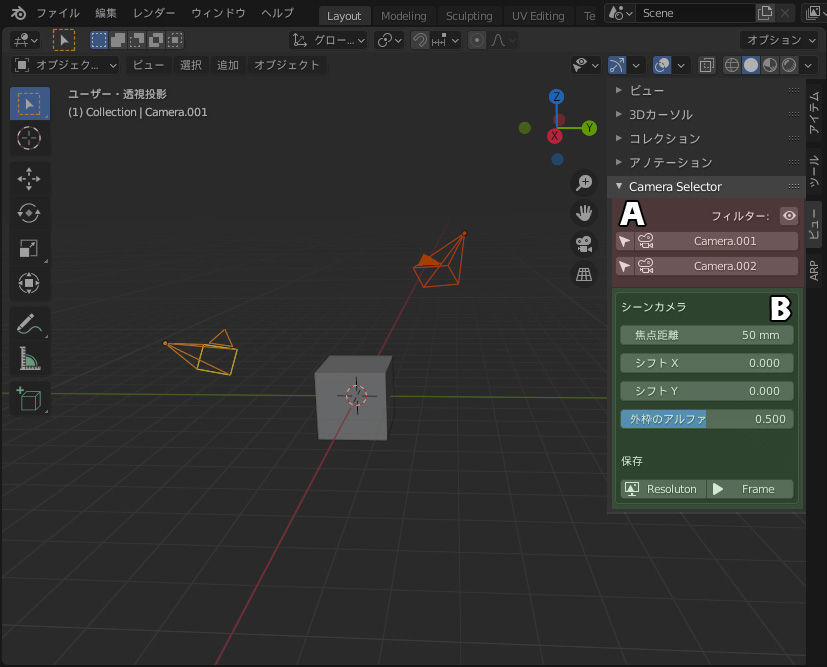 ファイル 編集 レンダー ウィンドウ ヘルプ Layout Modeling Sculpting UV Editing Te Scene
グロー... オプション
オブジェク... ビュー 選択 追加 オブジェクト
ユーザー・透視投影
(1) Collection | Camera.001
Z
Y
X
ビュー
3Dカーソル
コレクション
アノテーション
Camera Selector
A フィルター:
Camera.001
Camera.002
シーンカメラ B
焦点距離 50 mm
シフト X 0.000
シフト Y 0.000
外枠のアルファ 0.500
保存
Resoluton Frame
アイテム
ツール
ビュー
ARP